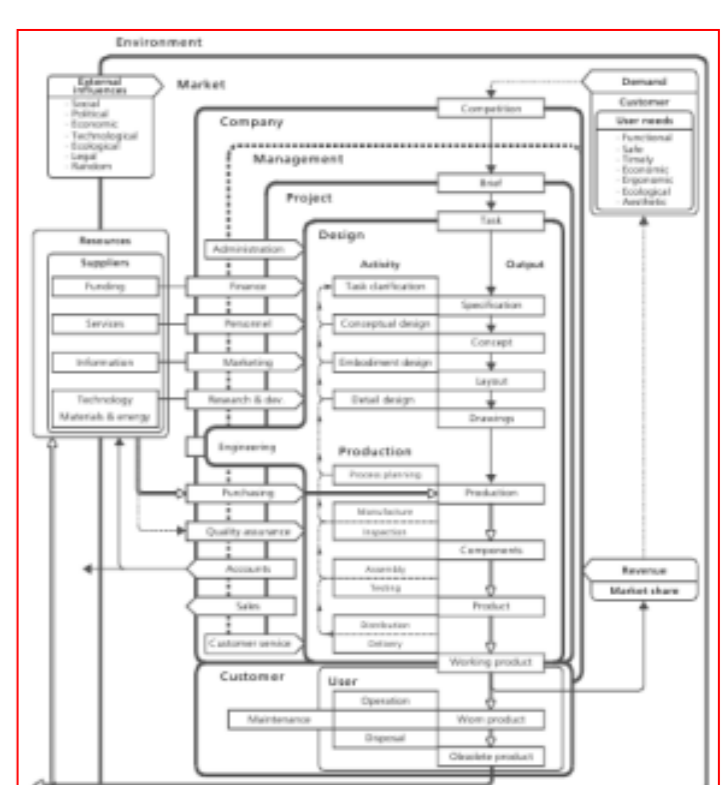 Environment
External
influences
- Social
- Political
- Economic
- Technological
- Ecological
- Legal
- Random
Market
Company
Management
Project
Design
Competition
Brief
Task
Demand
Customer
User needs
- Functional
- Safe
- Timely
- Economic
- Ergonomic
- Ecological
- Aesthetic
Resources
Suppliers
Funding
Services
Information
Technology
Materials & energy
Administration
Finance
Personnel
Marketing
Research & dev.
Engineering
Purchasing
Quality assurance
Accounts
Sales
Customer service
Activity
Output
Task clarification
Specification
Conceptual design
Concept
Embodiment design
Layout
Detail design
Drawings
Production
Process planning
Production
Manufacture
Inspection
Components
Assembly
Testing
Product
Distribution
Delivery
Working product
Revenue
Market share
Customer
User
Operation
Maintenance
Worn product
Disposal
Obsolete product